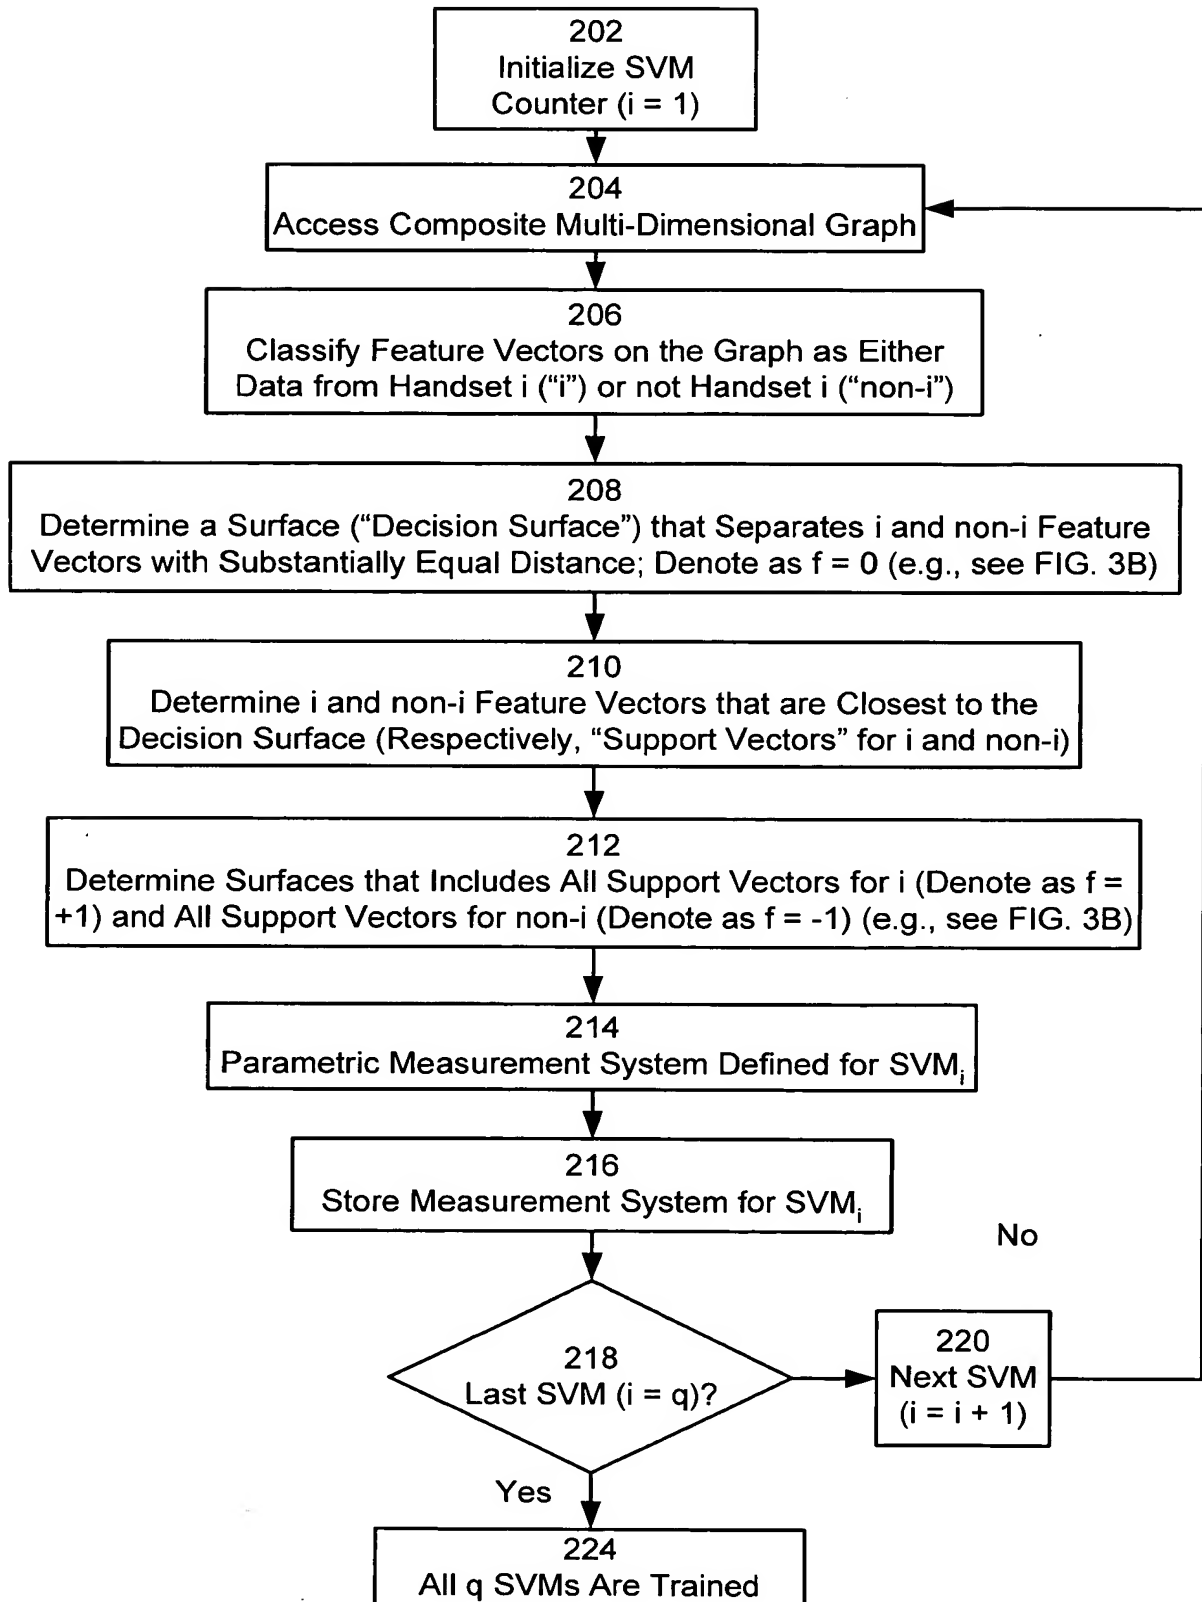 202
Initialize SVM
Counter (i = 1)
204
Access Composite Multi-Dimensional Graph
206
Classify Feature Vectors on the Graph as Either
Data from Handset i (“i”) or not Handset i (“non-i”)
208
Determine a Surface (“Decision Surface”) that Separates i and non-i Feature
Vectors with Substantially Equal Distance; Denote as f = 0 (e.g., see FIG. 3B)
210
Determine i and non-i Feature Vectors that are Closest to the
Decision Surface (Respectively, “Support Vectors” for i and non-i)
212
Determine Surfaces that Includes All Support Vectors for i (Denote as f =
+1) and All Support Vectors for non-i (Denote as f = -1) (e.g., see FIG. 3B)
214
Parametric Measurement System Defined for SVMi
216
Store Measurement System for SVMi
No
218
Last SVM (i = q)?
220
Next SVM
(i = i + 1)
Yes
224
All q SVMs Are Trained